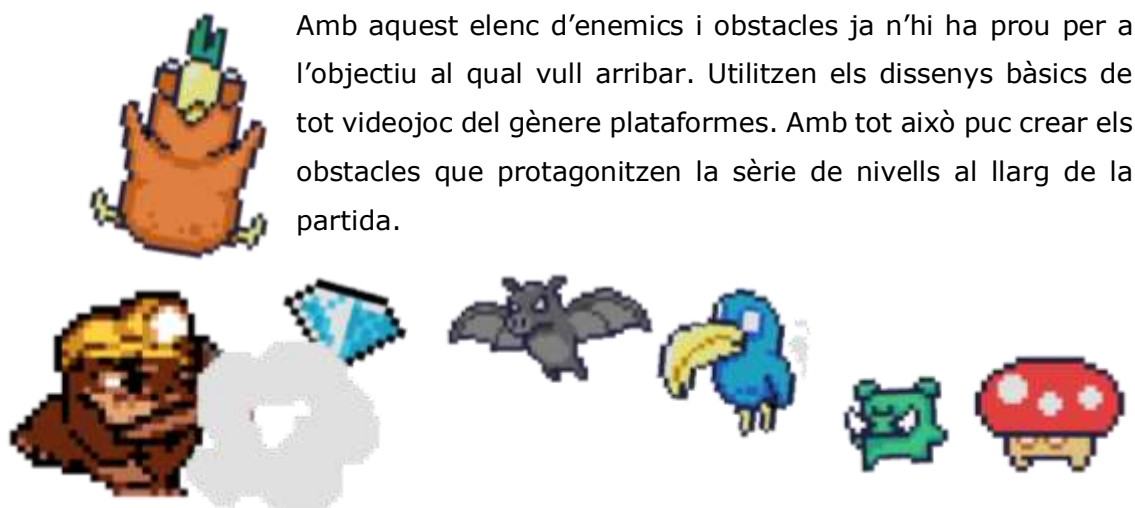 Amb aquest elenc d’enemics i obstacles ja n’hi ha prou per a
l’objectiu al qual vull arribar. Utilitzen els dissenys bàsics de
tot videojoc del gènere plataformes. Amb tot això puc crear els
obstacles que protagonitzen la sèrie de nivells al llarg de la
partida.